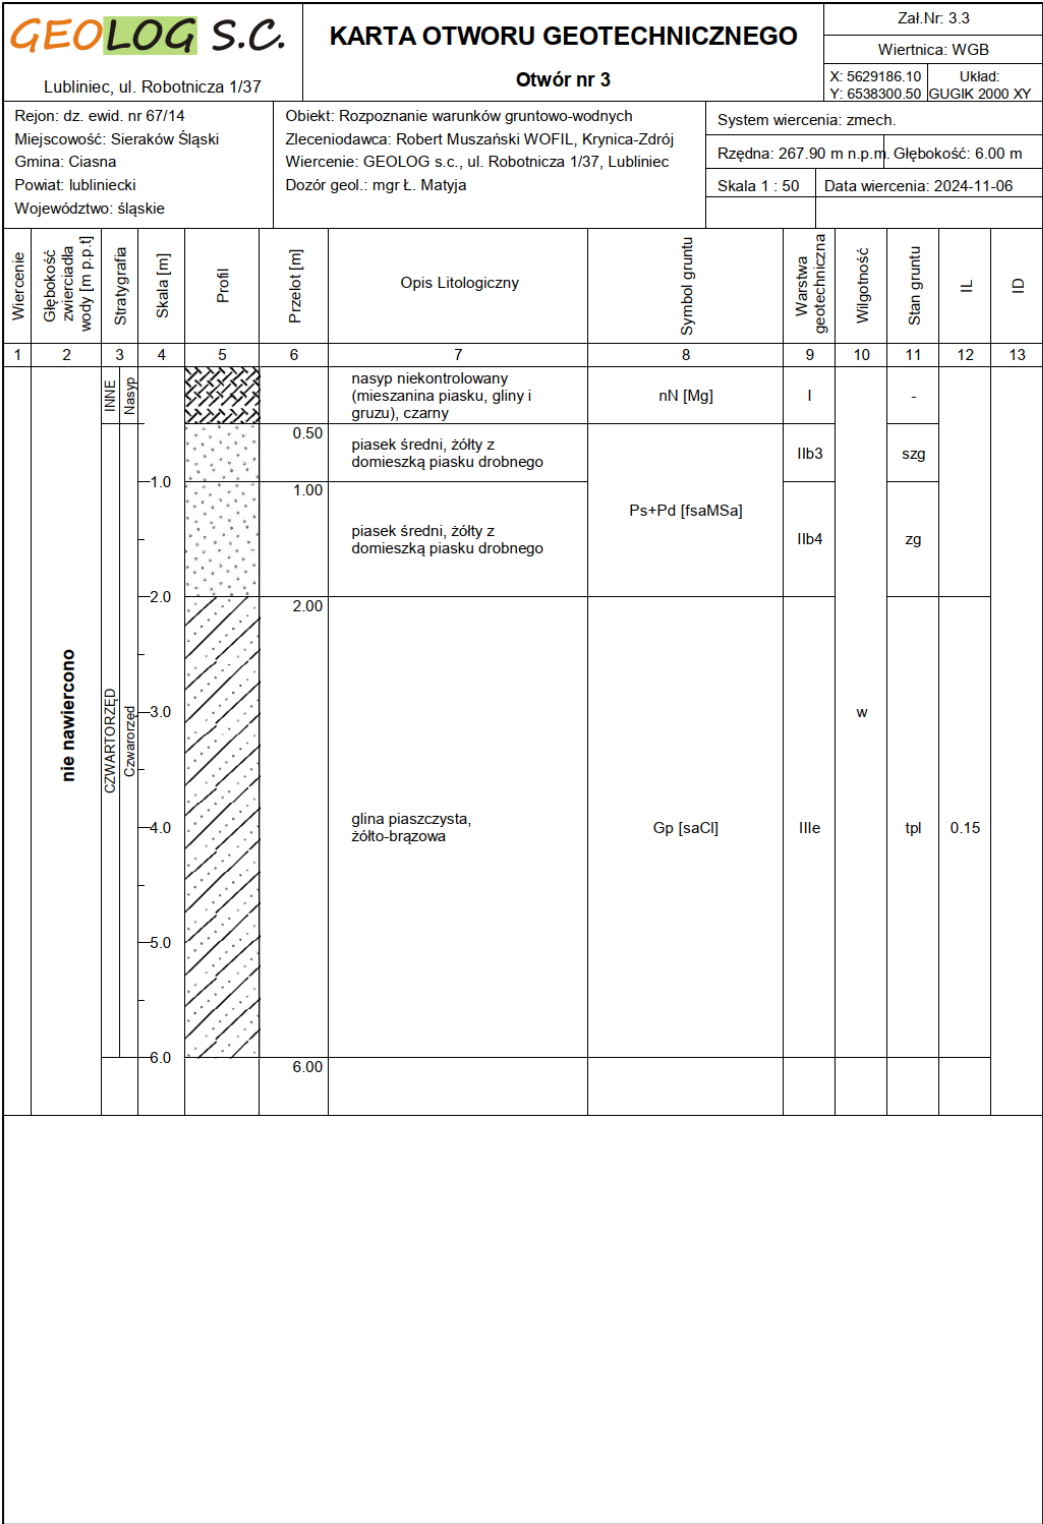 GEOLOG S.C.
Lubliniec, ul. Robotnicza 1/37
KARTA OTWORU GEOTECHNICZNEGO
Otwór nr 3
Zał.Nr: 3.3
Wiertnica: WGB
X: 5629186.10
Y: 6538300.50
Układ:
GUGIK 2000 XY
Rejon: dz. ewid. nr 67/14
Miejscowość: Sieraków Śląski
Gmina: Ciasna
Powiat: lubliniecki
Województwo: śląskie
Obiekt: Rozpoznanie warunków gruntowo-wodnych
Zleceniodawca: Robert Muszański WOFIL, Krynica-Zdrój
Wiercenie: GEOLOG s.c., ul. Robotnicza 1/37, Lubliniec
Dozór geol.: mgr Ł. Matyja
System wiercenia: zmech.
Rzędna: 267.90 m n.p.m. Głębokość: 6.00 m
Skala 1 : 50 Data wiercenia: 2024-11-06
Wiercenie
Głębokość
zwierciadła
wody [m p.p.t]
Stratygrafia
Skala [m]
Profil
Przelot [m]
Opis Litologiczny
Symbol gruntu
Warstwa
geotechniczna
Wilgotność
Stan gruntu
IL
ID
1 2 3 4 5 6 7 8 9 10 11 12 13
INNE
Nasyp
nasyp niekontrolowany
(mieszanina piasku, gliny i
gruzu), czarny
nN [Mg]
I
-
0.50
piasek średni, żółty z
domieszką piasku drobnego
IIb3
szg
1.0
1.00
Ps+Pd [fsaMSa]
piasek średni, żółty z
domieszką piasku drobnego
IIb4
zg
2.0
2.00
nie nawiercono
CZWARTORZĘD
Czwarorzęd
3.0
w
glina piaszczysta,
żółto-brązowa
4.0
Gp [saCl]
IIIe
tpl
0.15
5.0
6.0
6.00